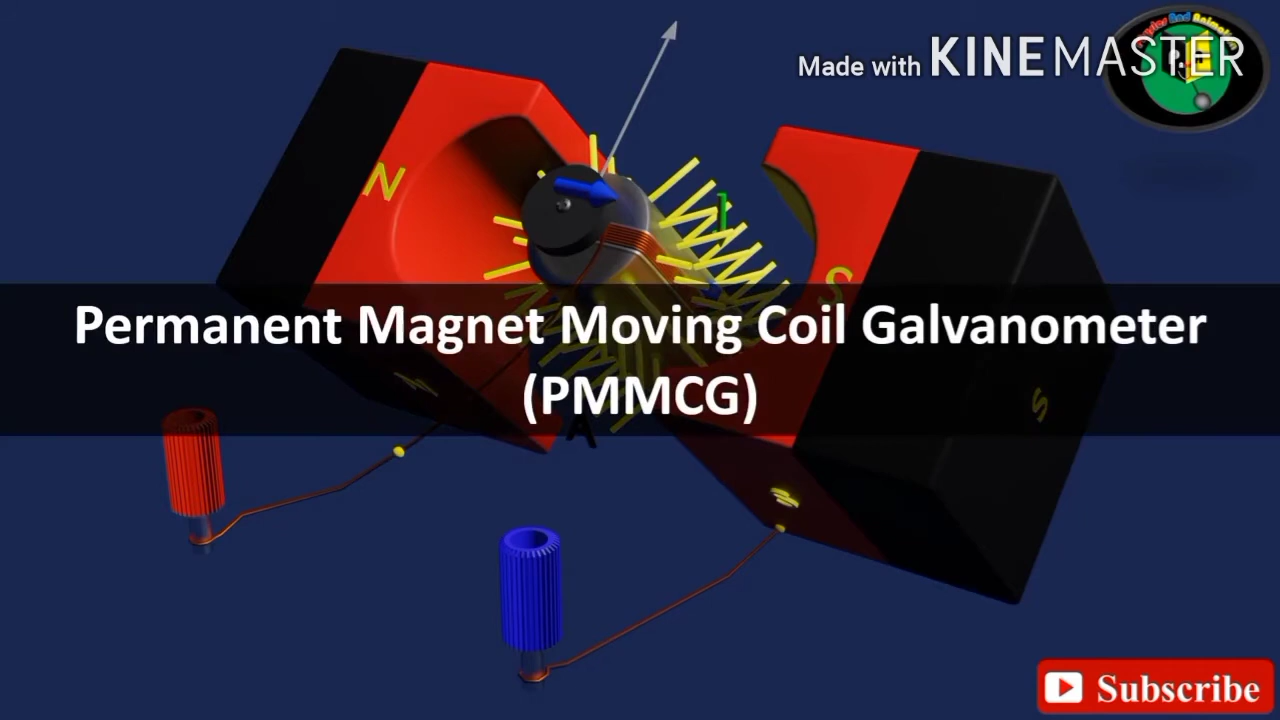 Made with KINEMASTER
N
S
Permanent Magnet Moving Coil Galvanometer
(PMMCG)
N
S
A
Subscribe